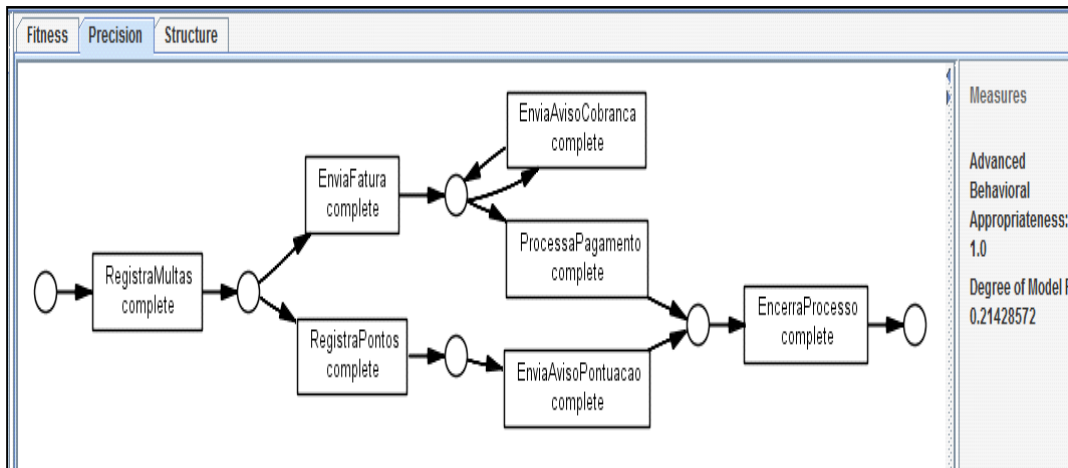 Fitness
Precision
Structure
EnviaAvisoCobranca
complete
EnviaFatura
complete
ProcessaPagamento
complete
RegistraMultas
complete
EncerraProcesso
complete
RegistraPontos
complete
EnviaAvisoPontuacao
complete
Measures
Advanced
Behavioral
Appropriateness:
1.0
Degree of Model F
0.21428572